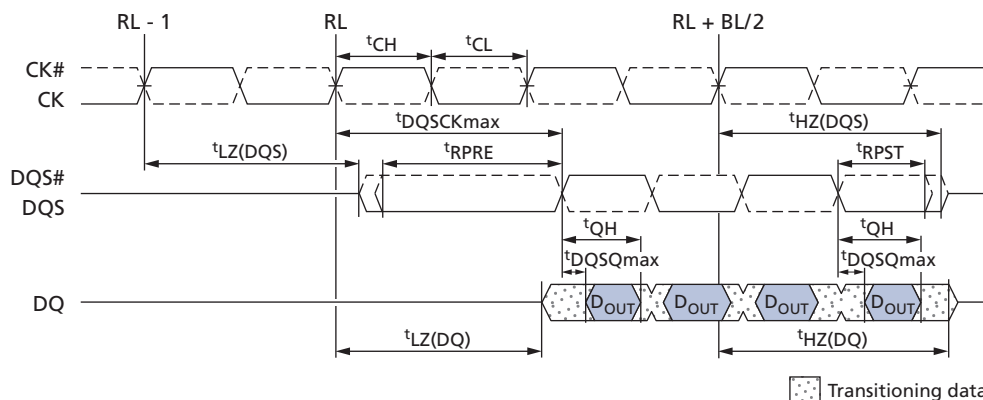 RL - 1 RL RL + BL/2
tCH tCL
CK#
CK
tDQSCKmax tHZ(DQS)
tLZ(DQS) tRPRE tRPST
DQS#
DQS
tQH tQH
tDQSQmax tDQSQmax
DQ DOUT DOUT DOUT DOUT
tLZ(DQ) tHZ(DQ)
Transitioning data